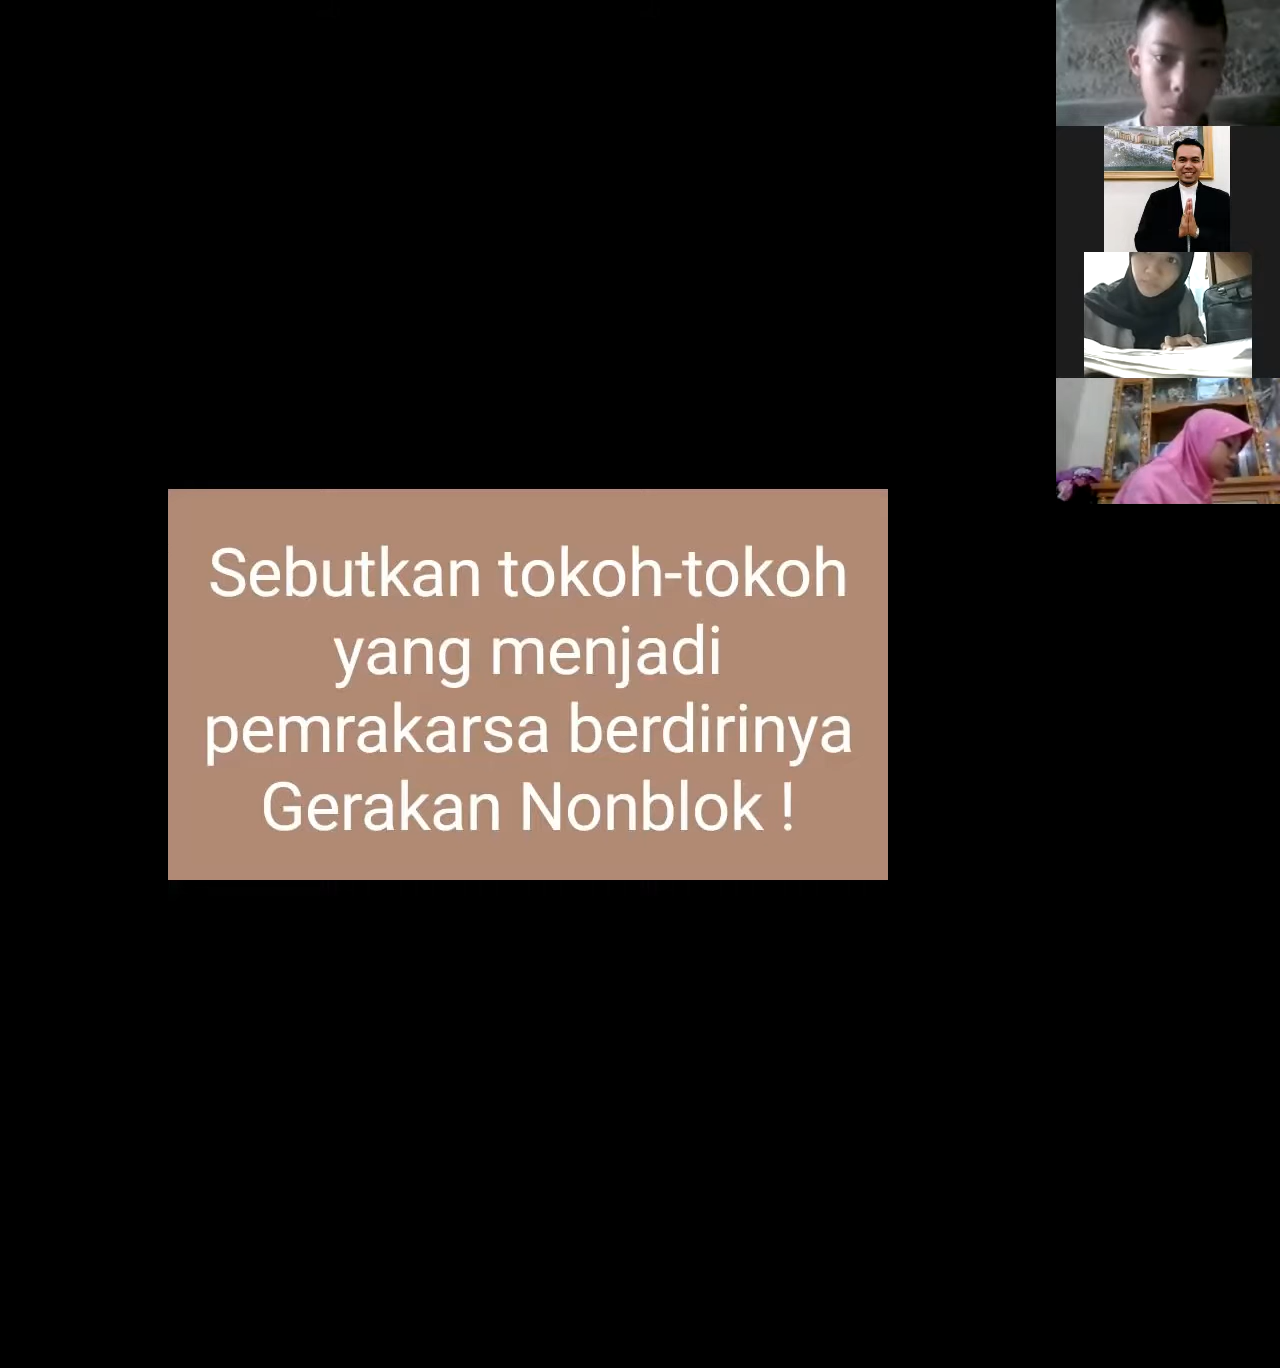 Sebutkan tokoh-tokoh
yang menjadi
pemrakarsa berdirinya
Gerakan Nonblok !